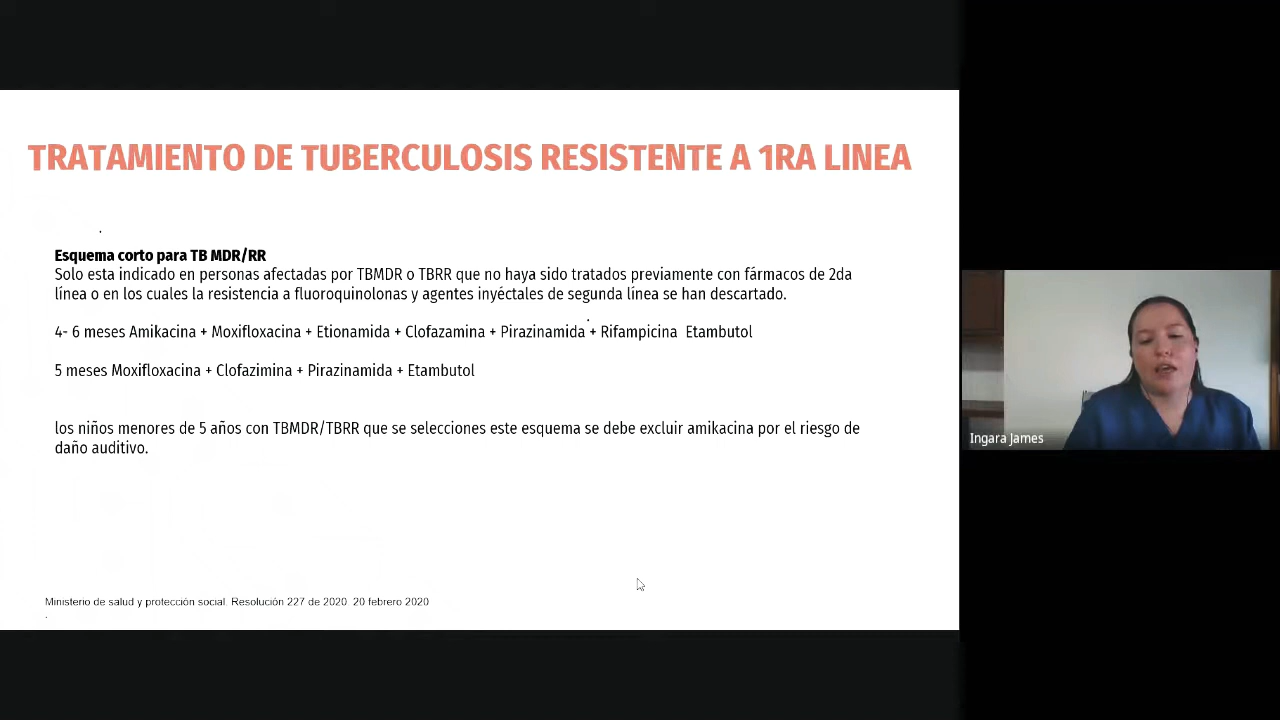 TRATAMIENTO DE TUBERCULOSIS RESISTENTE A 1RA LINEA
Esquema corto para TB MDR/RR
Solo esta indicado en personas afectadas por TBMDR o TBRR que no haya sido tratados previamente con fármacos de 2da
línea o en los cuales la resistencia a fluoroquinolonas y agentes inyéctales de segunda línea se han descartado.
4- 6 meses Amikacina + Moxifloxacina + Etionamida + Clofazamina + Pirazinamida + Rifampicina Etambutol
5 meses Moxifloxacina + Clofazimina + Pirazinamida + Etambutol
los niños menores de 5 años con TBMDR/TBRR que se selecciones este esquema se debe excluir amikacina por el riesgo de
daño auditivo.
Ministerio de salud y protección social. Resolución 227 de 2020 20 febrero 2020
Ingara James